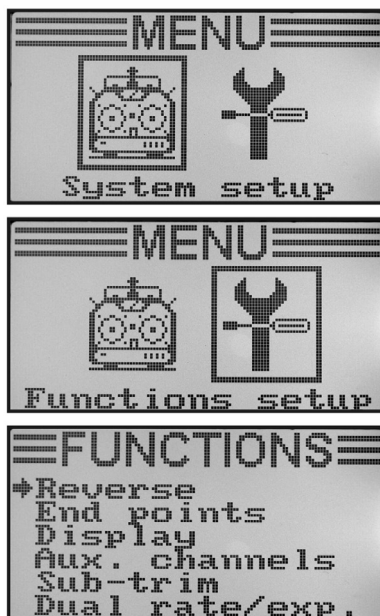 MENU
System setup
MENU
Functions setup
FUNCTIONS
Reverse
End points
Display
Aux. channels
Sub-trim
Dual rate/exp.